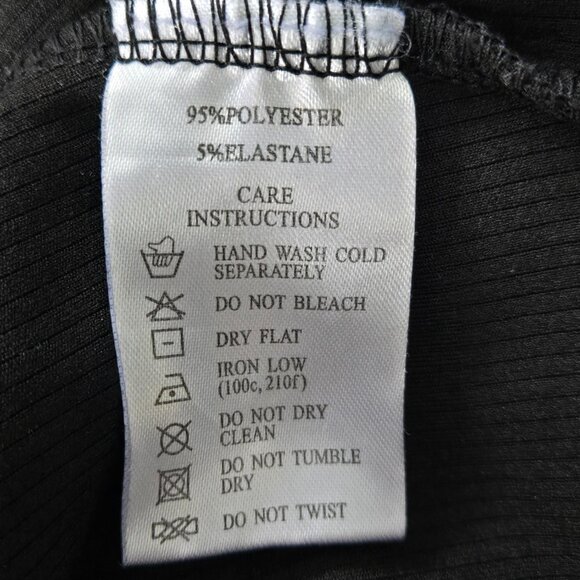 95%POLYESTER
5%ELASTANE
CARE
INSTRUCTIONS
HAND WASH COLD
SEPARATELY
DO NOT BLEACH
DRY FLAT
IRON LOW
(100c, 210f)
DO NOT DRY
CLEAN
DO NOT TUMBLE
DRY
DO NOT TWIST